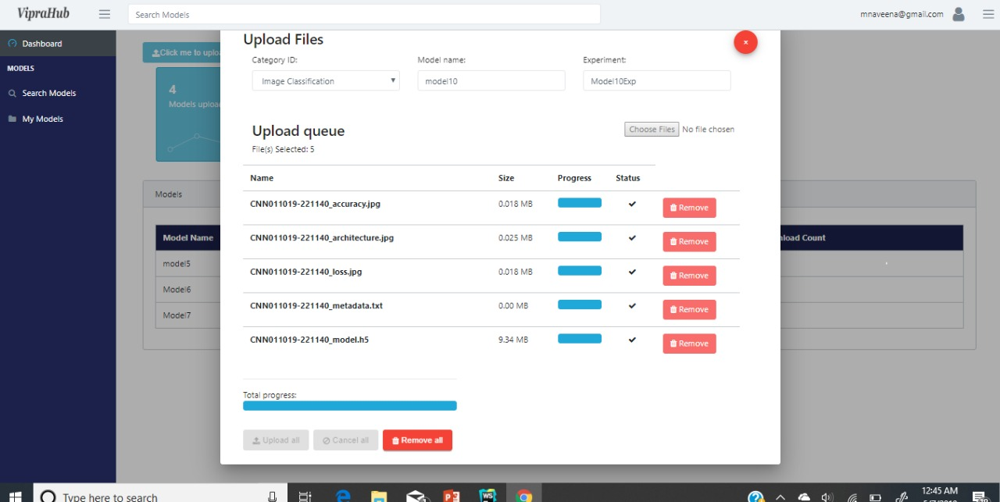 VipraHub
Search Models
mnaveena@gmail.com
Dashboard
MODELS
Search Models
My Models
Click me to uploa
4
Models upload
Models
Model Name
nload Count
model5
Model6
Model7
Upload Files
x
Category ID:
Model name:
Experiment:
Image Classification
model10
Model10Exp
Upload queue
Choose Files No file chosen
File(s) Selected: 5
Name Size Progress Status
CNN011019-221140_accuracy.jpg 0.018 MB Remove
CNN011019-221140_architecture.jpg 0.025 MB Remove
CNN011019-221140_loss.jpg 0.018 MB Remove
CNN011019-221140_metadata.txt 0.00 MB Remove
CNN011019-221140_model.h5 9.34 MB Remove
Total progress:
Upload all Cancel all Remove all
Type here to search
12:45 AM